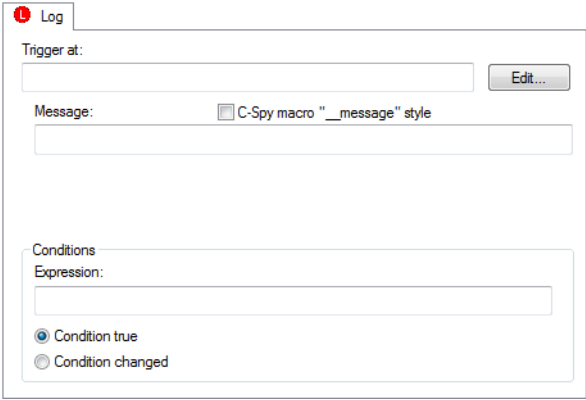 L Log
Trigger at:
Edit...
Message: C-Spy macro "__message" style
Conditions
Expression:
Condition true
Condition changed